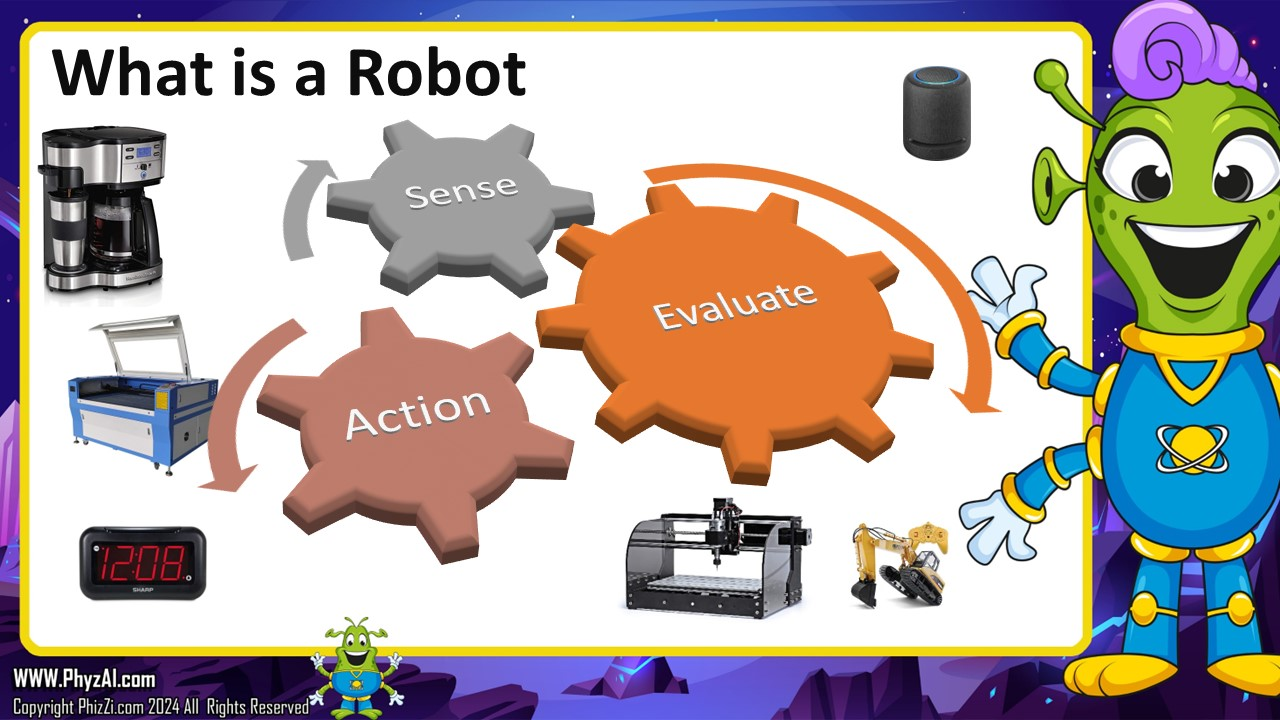 What is a Robot
Sense
Evaluate
Action
12:08
SHARP
WWW.PhyzAI.com
Copyright PhizZi.com 2024 All Rights Reserved